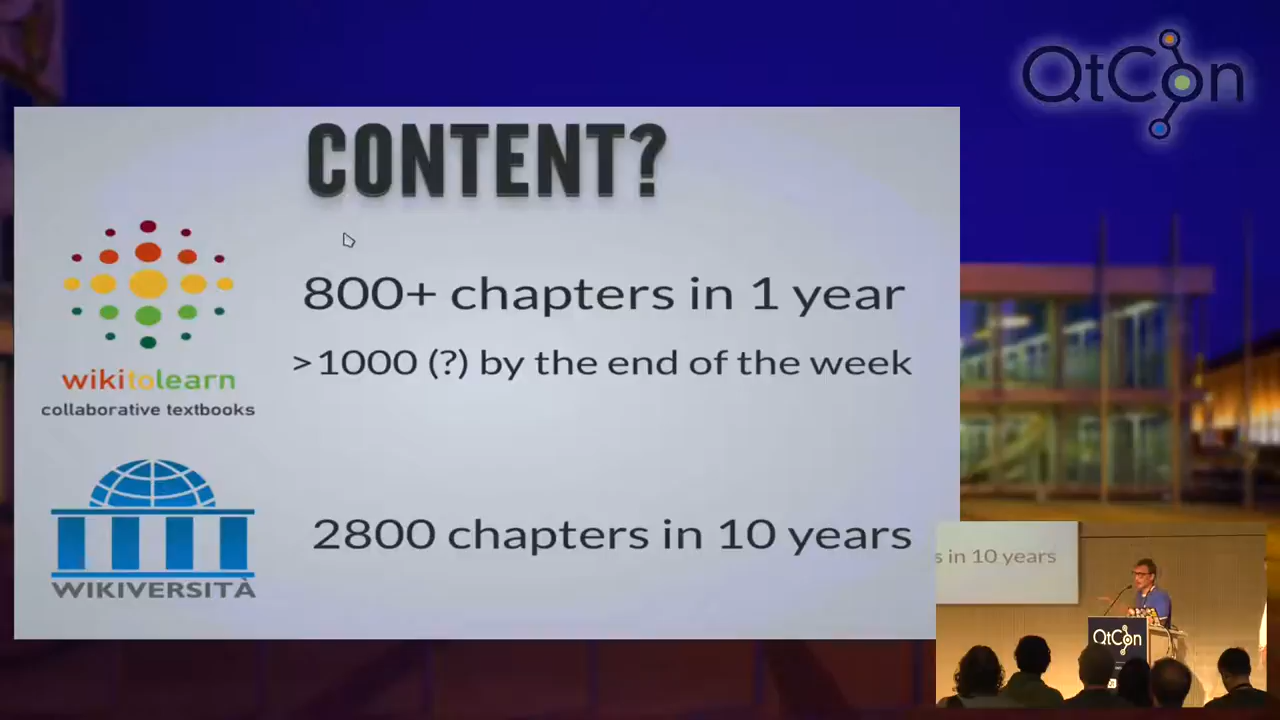 QtCon
CONTENT?
800+ chapters in 1 year
>1000 (?) by the end of the week
wikitolearn
collaborative textbooks
2800 chapters in 10 years
WIKIVERSITÀ
s in 10 years
QtCon